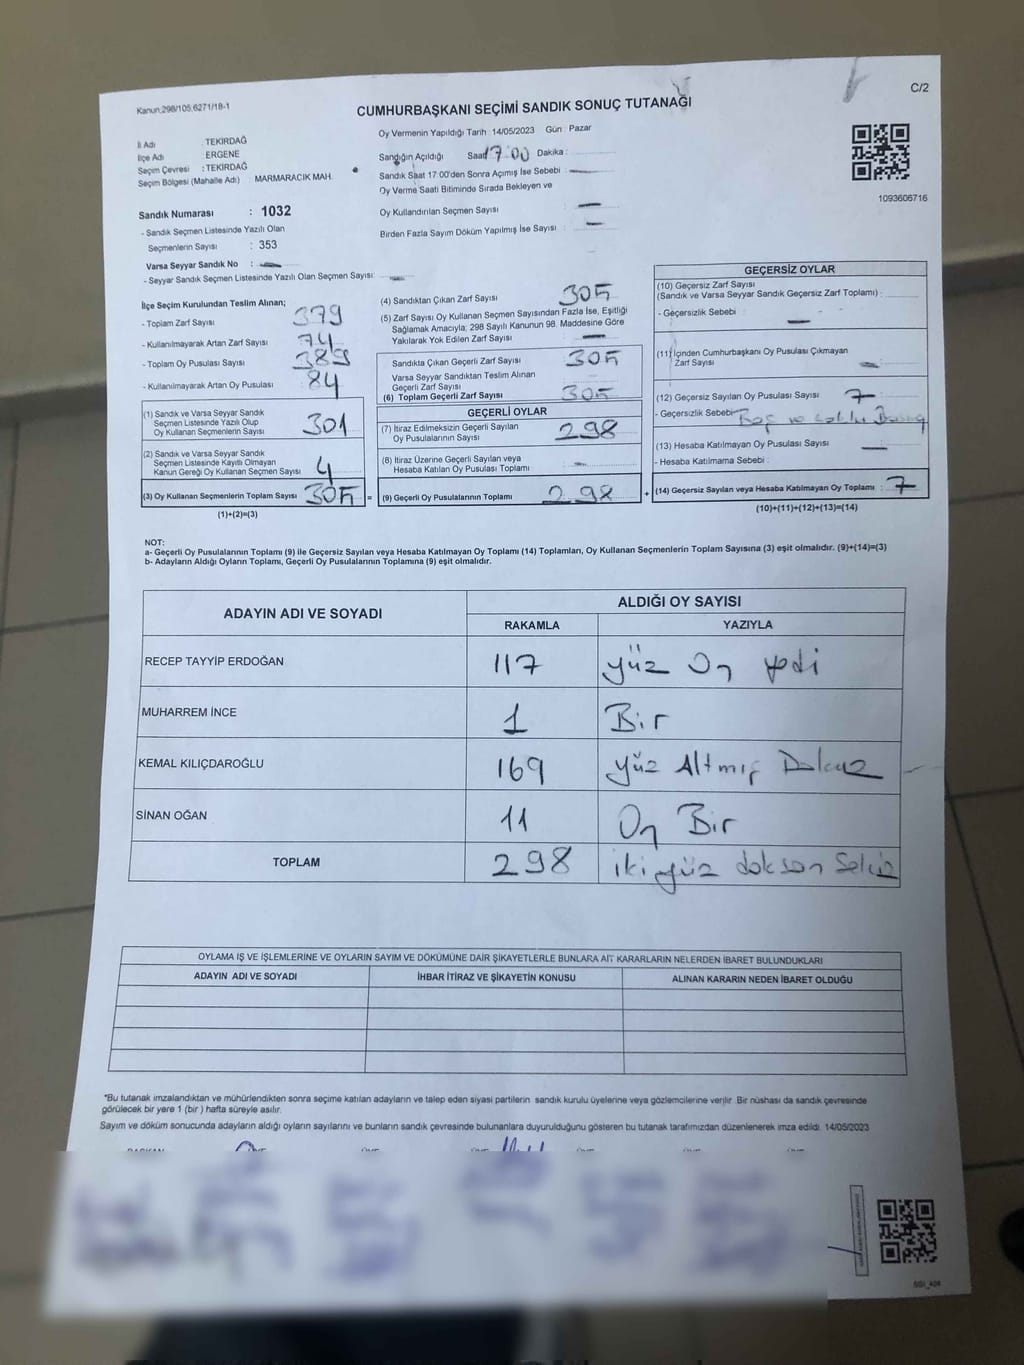 Kanun.298/105.6271/18-1
CUMHURBAŞKANI SEÇİMİ SANDIK SONUÇ TUTANAĞI
C/2
İl Adı : TEKİRDAĞ
İlçe Adı : ERGENE
Seçim Çevresi : TEKİRDAĞ
Seçim Bölgesi (Mahalle Adı) : MARMARACIK MAH.
Sandık Numarası : 1032
- Sandık Seçmen Listesinde Yazılı Olan
Seçmenlerin Sayısı : 353
Varsa Seyyar Sandık No : —
- Seyyar Sandık Seçmen Listesinde Yazılı Olan Seçmen Sayısı: —
Oy Vermenin Yapıldığı Tarih : 14/05/2023 Gün : Pazar
Sandığın Açıldığı Saat 17:00 Dakika :
Sandık Saat 17.00'den Sonra Açımış İse Sebebi : —
Oy Verme Saati Bitiminde Sırada Bekleyen ve
Oy Kullandırılan Seçmen Sayısı : —
Birden Fazla Sayım Döküm Yapılmış İse Sayısı : —
1093606716
İlçe Seçim Kurulundan Teslim Alınan;
- Toplam Zarf Sayısı 379
- Kullanılmayarak Artan Zarf Sayısı 74
- Toplam Oy Pusulası Sayısı 389
- Kullanılmayarak Artan Oy Pusulası 84
(1) Sandık ve Varsa Seyyar Sandık
Seçmen Listesinde Yazılı Olup
Oy Kullanan Seçmenlerin Sayısı 301
(2) Sandık ve Varsa Seyyar Sandık
Seçmen Listesinde Kayıtlı Olmayan
Kanun Gereği Oy Kullanan Seçmen Sayısı 4
(3) Oy Kullanan Seçmenlerin Toplam Sayısı 305 =
(1)+(2)=(3)
(4) Sandıktan Çıkan Zarf Sayısı 305
(5) Zarf Sayısı Oy Kullanan Seçmen Sayısından Fazla İse, Eşitliği
Sağlamak Amacıyla; 298 Sayılı Kanunun 98. Maddesine Göre
Yakılarak Yok Edilen Zarf Sayısı : —
Sandıkta Çıkan Geçerli Zarf Sayısı 305
Varsa Seyyar Sandıktan Teslim Alınan
Geçerli Zarf Sayısı
(6) Toplam Geçerli Zarf Sayısı 305
GEÇERLİ OYLAR
(7) İtiraz Edilmeksizin Geçerli Sayılan
Oy Pusulalarının Sayısı 298
(8) İtiraz Üzerine Geçerli Sayılan veya
Hesaba Katılan Oy Pusulası Toplamı : —
(9) Geçerli Oy Pusulalarının Toplamı 298 +
GEÇERSİZ OYLAR
(10) Geçersiz Zarf Sayısı
(Sandık ve Varsa Seyyar Sandık Geçersiz Zarf Toplamı) :
- Geçersizlik Sebebi : —
(11) İçinden Cumhurbaşkanı Oy Pusulası Çıkmayan
Zarf Sayısı : —
(12) Geçersiz Sayılan Oy Pusulası Sayısı : 7
- Geçersizlik Sebebi Boş ve
(13) Hesaba Katılmayan Oy Pusulası Sayısı : —
- Hesaba Katılmama Sebebi :
(14) Geçersiz Sayılan veya Hesaba Katılmayan Oy Toplamı : 7
(10)+(11)+(12)+(13)=(14)
NOT:
a- Geçerli Oy Pusulalarının Toplamı (9) ile Geçersiz Sayılan veya Hesaba Katılmayan Oy Toplamı (14) Toplamları, Oy Kullanan Seçmenlerin Toplam Sayısına (3) eşit olmalıdır. (9)+(14)=(3)
b- Adayların Aldığı Oyların Toplamı, Geçerli Oy Pusulalarının Toplamına (9) eşit olmalıdır.
ADAYIN ADI VE SOYADI
ALDIĞI OY SAYISI
RAKAMLA YAZIYLA
RECEP TAYYİP ERDOĞAN 117 yüz On yedi
MUHARREM İNCE 1 Bir
KEMAL KILIÇDAROĞLU 169 yüz Altmış Dokuz
SİNAN OĞAN 11 On Bir
TOPLAM 298 ikiyüz doksan Sekiz
OYLAMA İŞ VE İŞLEMLERİNE VE OYLARIN SAYIM VE DÖKÜMÜNE DAİR ŞİKAYETLERLE BUNLARA AİT KARARLARIN NELERDEN İBARET BULUNDUKLARI
ADAYIN ADI VE SOYADI İHBAR İTİRAZ VE ŞİKAYETİN KONUSU ALINAN KARARIN NEDEN İBARET OLDUĞU
*Bu tutanak imzalandıktan ve mühürlendikten sonra seçime katılan adayların ve talep eden siyasi partilerin sandık kurulu üyelerine veya gözlemcilerine verilir. Bir nüshası da sandık çevresinde
görülecek bir yere 1 (bir) hafta süreyle asılır.
Sayım ve döküm sonucunda adayların aldığı oyların sayılarını ve bunların sandık çevresinde bulunanlara duyurulduğunu gösteren bu tutanak tarafımızdan düzenlenerek imza edildi. 14/05/2023